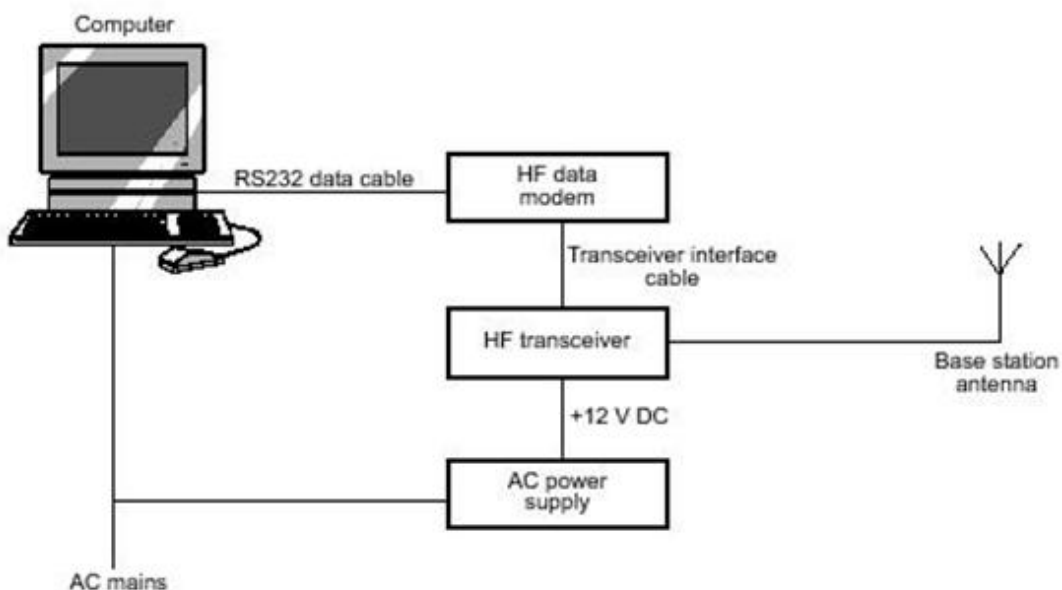 Computer
RS232 data cable
HF data
modem
Transceiver interface
cable
HF transceiver
Base station
antenna
+12 V DC
AC power
supply
AC mains